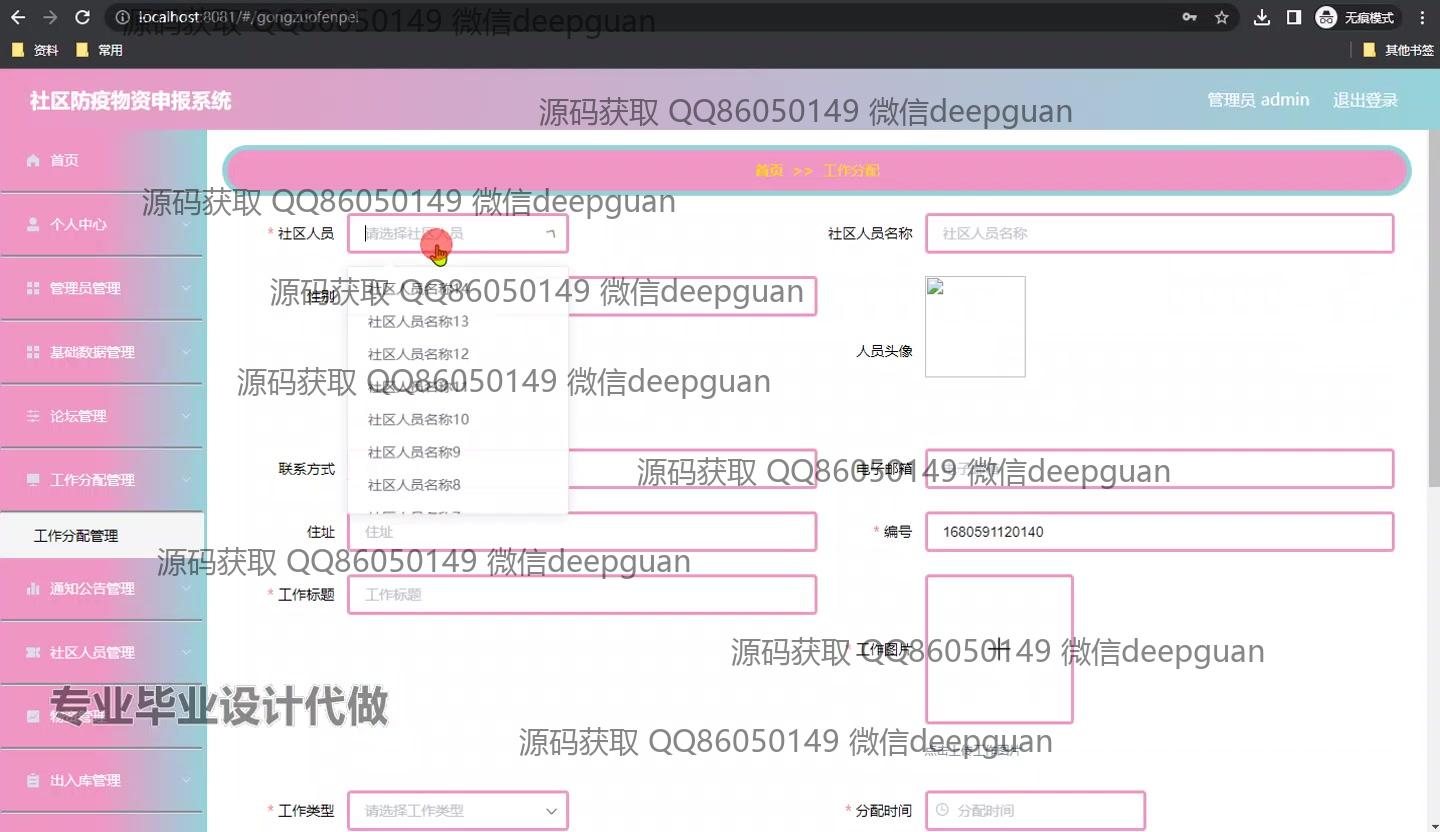 localhost:8081/#/gongzuofenpei
无痕模式
资料
常用
其他书签
源码获取 QQ86050149 微信deepguan
社区防疫物资申报系统
管理员 admin
退出登录
源码获取 QQ86050149 微信deepguan
首页
首页 >> 工作分配
源码获取 QQ86050149 微信deepguan
个人中心
* 社区人员
请选择社区人员
社区人员名称
社区人员名称
管理员管理
性别
社区人员名称14
源码获取 QQ86050149 微信deepguan
社区人员名称13
基础数据管理
社区人员名称12
人员头像
社区人员名称11
源码获取 QQ86050149 微信deepguan
论坛管理
社区人员名称10
社区人员名称9
联系方式
电子邮箱
电子邮箱
源码获取 QQ86050149 微信deepguan
工作分配管理
社区人员名称8
工作分配管理
住址
住址
* 编号
1680591120140
源码获取 QQ86050149 微信deepguan
通知公告管理
* 工作标题
工作标题
社区人员管理
* 工作图片
源码获取 QQ86050149 微信deepguan
物资管理
专业毕业设计代做
源码获取 QQ86050149 微信deepguan
点击上传工作图片
出入库管理
* 工作类型
请选择工作类型
* 分配时间
分配时间